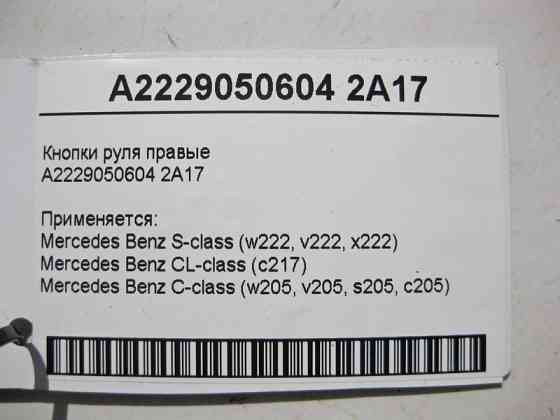 A2229050604 2A17
Кнопки руля правые
A2229050604 2A17
Применяется:
Mercedes Benz S-class (w222, v222, x222)
Mercedes Benz CL-class (c217)
Mercedes Benz C-class (w205, v205, s205, c205)